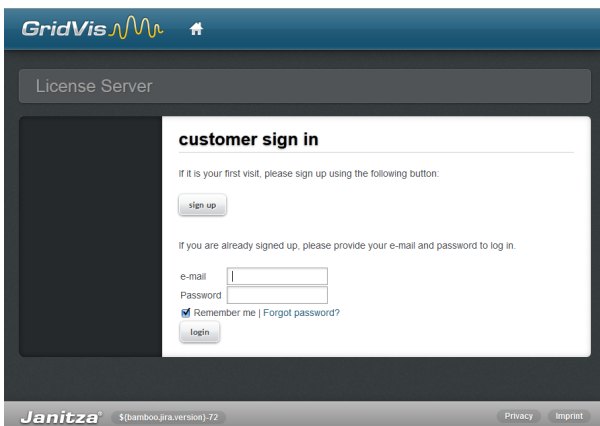 GridVis
License Server
customer sign in
If it is your first visit, please sign up using the following button:
sign up
If you are already signed up, please provide your e-mail and password to log in.
e-mail
Password
Remember me | Forgot password?
login
Janitza® ${bamboo.jira.version}-72 Privacy Imprint